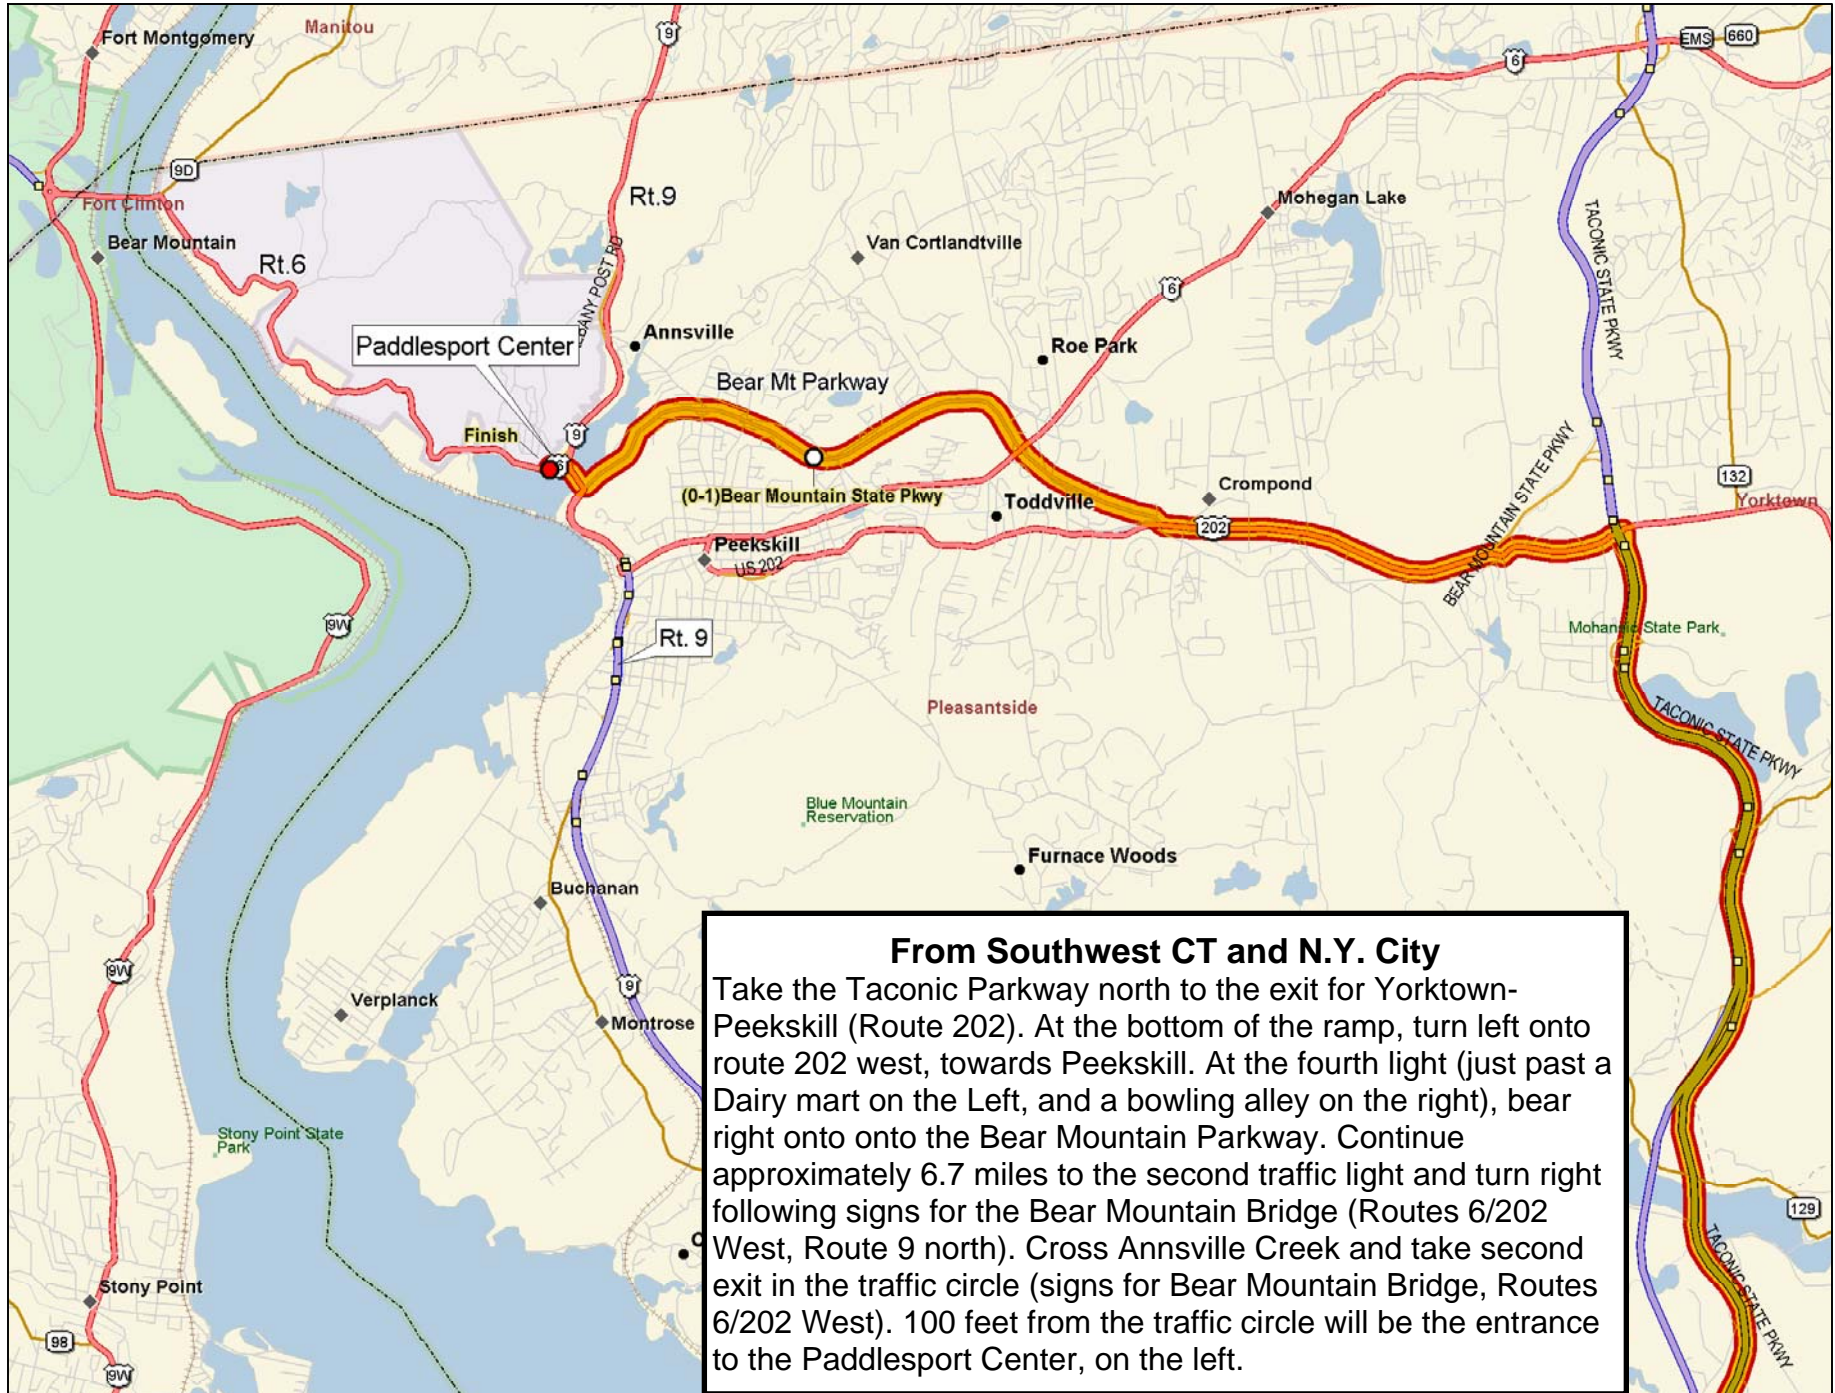 Fort Montgomery
Manitou
9
EMS
660
6
9D
Rt.9
Fort Clinton
Mohegan Lake
Bear Mountain
Van Cortlandtville
Rt.6
TACONIC STATE PKWY
6
Annsville
Paddlesport Center
Roe Park
Bear Mt Parkway
Finish
9
6
(0-1)Bear Mountain State Pkwy
Toddville
Crompond
BEAR MOUNTAIN STATE PKWY
132
Yorktown
202
Peekskill
US 202
9W
Rt. 9
Mohansic State Park
Pleasantside
TACONIC STATE PKWY
Blue Mountain
Reservation
Furnace Woods
Buchanan
9W
9
Verplanck
Montrose
Stony Point State
Park
129
TACONIC STATE PKWY
Stony Point
98
9W
From Southwest CT and N.Y. City
Take the Taconic Parkway north to the exit for Yorktown-
Peekskill (Route 202). At the bottom of the ramp, turn left onto
route 202 west, towards Peekskill. At the fourth light (just past a
Dairy mart on the Left, and a bowling alley on the right), bear
right onto onto the Bear Mountain Parkway. Continue
approximately 6.7 miles to the second traffic light and turn right
following signs for the Bear Mountain Bridge (Routes 6/202
West, Route 9 north). Cross Annsville Creek and take second
exit in the traffic circle (signs for Bear Mountain Bridge, Routes
6/202 West). 100 feet from the traffic circle will be the entrance
to the Paddlesport Center, on the left.